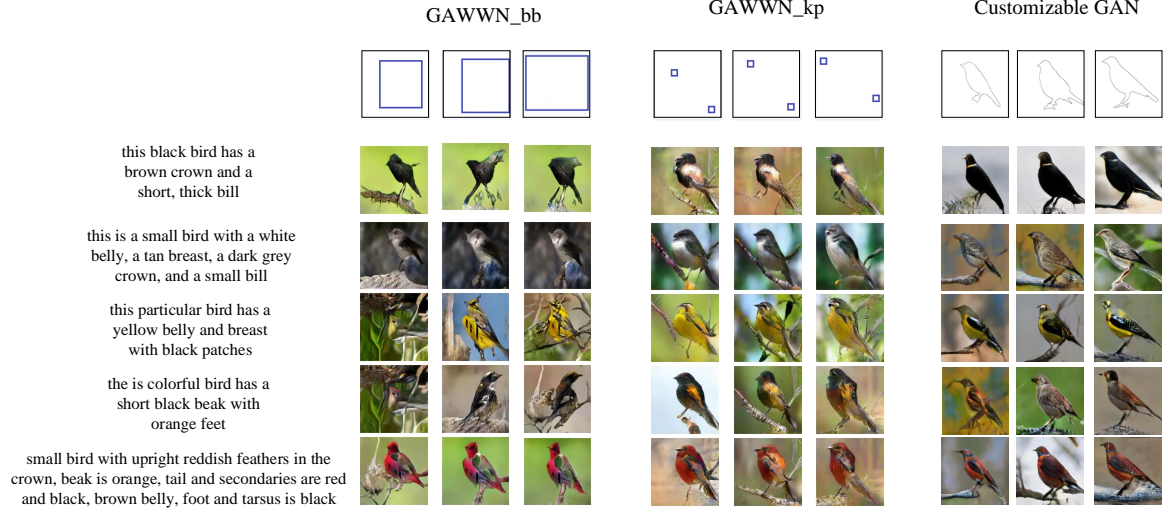 GAWWN_bb
GAWWN_kp
Customizable GAN
this black bird has a
brown crown and a
short, thick bill
this is a small bird with a white
belly, a tan breast, a dark grey
crown, and a small bill
this particular bird has a
yellow belly and breast
with black patches
the is colorful bird has a
short black beak with
orange feet
small bird with upright reddish feathers in the
crown, beak is orange, tail and secondaries are red
and black, brown belly, foot and tarsus is black